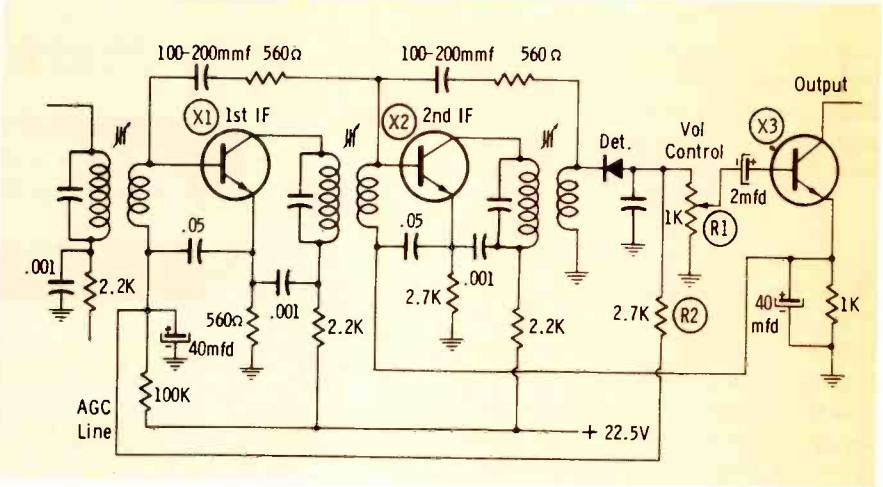 100-200mmf 560Ω 100-200mmf 560Ω
Output
X1 1st IF X2 2nd IF X3
Det. Vol
Control
2mfd
1K R1
.05 .05
.001 2.2K
560Ω .001 2.7K .001
2.7K R2
40
mfd 1K
40mfd 2.2K 2.2K
100K
AGC
Line
+ 22.5V
- +
+
-
+
-